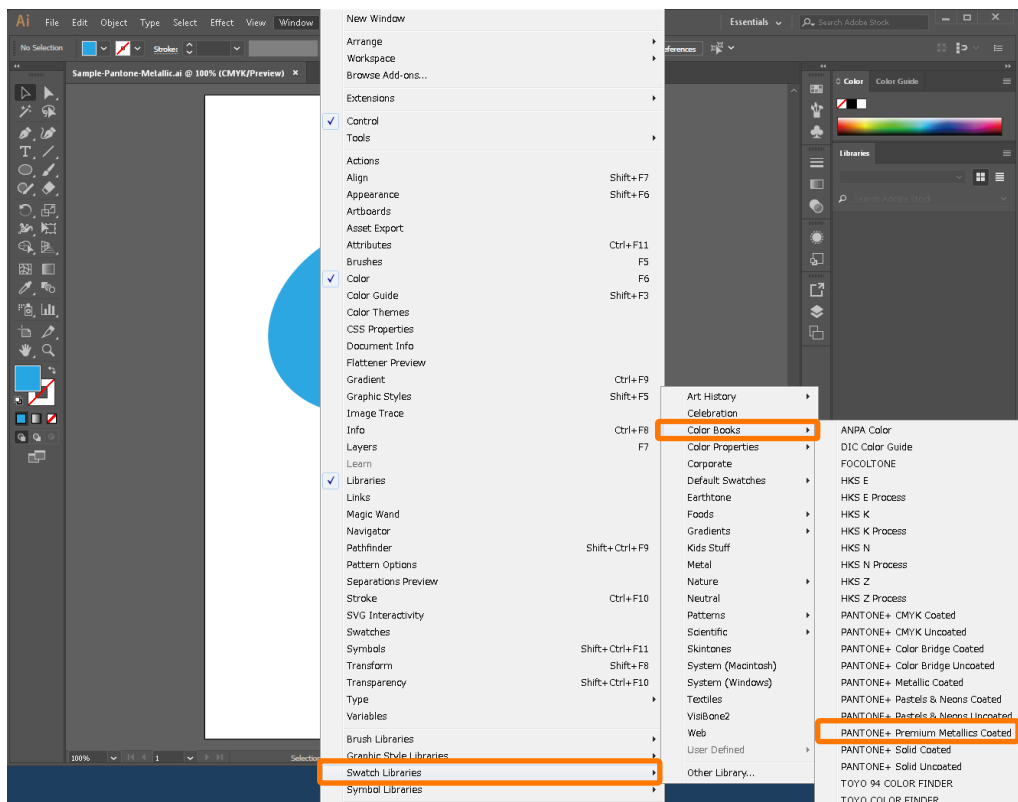 Ai File Edit Object Type Select Effect View Window
Essentials
Search Adobe Stock
No Selection
Stroke:
Sample-Pantone-Metallic.ai @ 100% (CMYK/Preview) ×
New Window
Arrange
Workspace
Browse Add-ons...
Extensions
Control
Tools
Actions
Align Shift+F7
Appearance Shift+F6
Artboards
Asset Export
Attributes Ctrl+F11
Brushes F5
Color F6
Color Guide Shift+F3
Color Themes
CSS Properties
Document Info
Flattener Preview
Gradient Ctrl+F9
Graphic Styles Shift+F5
Image Trace
Info Ctrl+F8
Layers F7
Learn
Libraries
Links
Magic Wand
Navigator
Pathfinder Shift+Ctrl+F9
Pattern Options
Separations Preview
Stroke Ctrl+F10
SVG Interactivity
Swatches
Symbols Shift+Ctrl+F11
Transform Shift+F8
Transparency Shift+Ctrl+F10
Type
Variables
Brush Libraries
Graphic Style Libraries
Swatch Libraries
Symbol Libraries
Art History
Celebration
Color Books
Color Properties
Corporate
Default Swatches
Earthtone
Foods
Gradients
Kids Stuff
Metal
Nature
Neutral
Patterns
Scientific
Skintones
System (Macintosh)
System (Windows)
Textiles
VisiBone2
Web
User Defined
Other Library...
ANPA Color
DIC Color Guide
FOCOLTONE
HKS E
HKS E Process
HKS K
HKS K Process
HKS N
HKS N Process
HKS Z
HKS Z Process
PANTONE+ CMYK Coated
PANTONE+ CMYK Uncoated
PANTONE+ Color Bridge Coated
PANTONE+ Color Bridge Uncoated
PANTONE+ Metallic Coated
PANTONE+ Pastels & Neons Coated
PANTONE+ Pastels & Neons Uncoated
PANTONE+ Premium Metallics Coated
PANTONE+ Solid Coated
PANTONE+ Solid Uncoated
TOYO 94 COLOR FINDER
TOYO COLOR FINDER
Color Color Guide
Libraries
Search Adobe Stock
100% 1